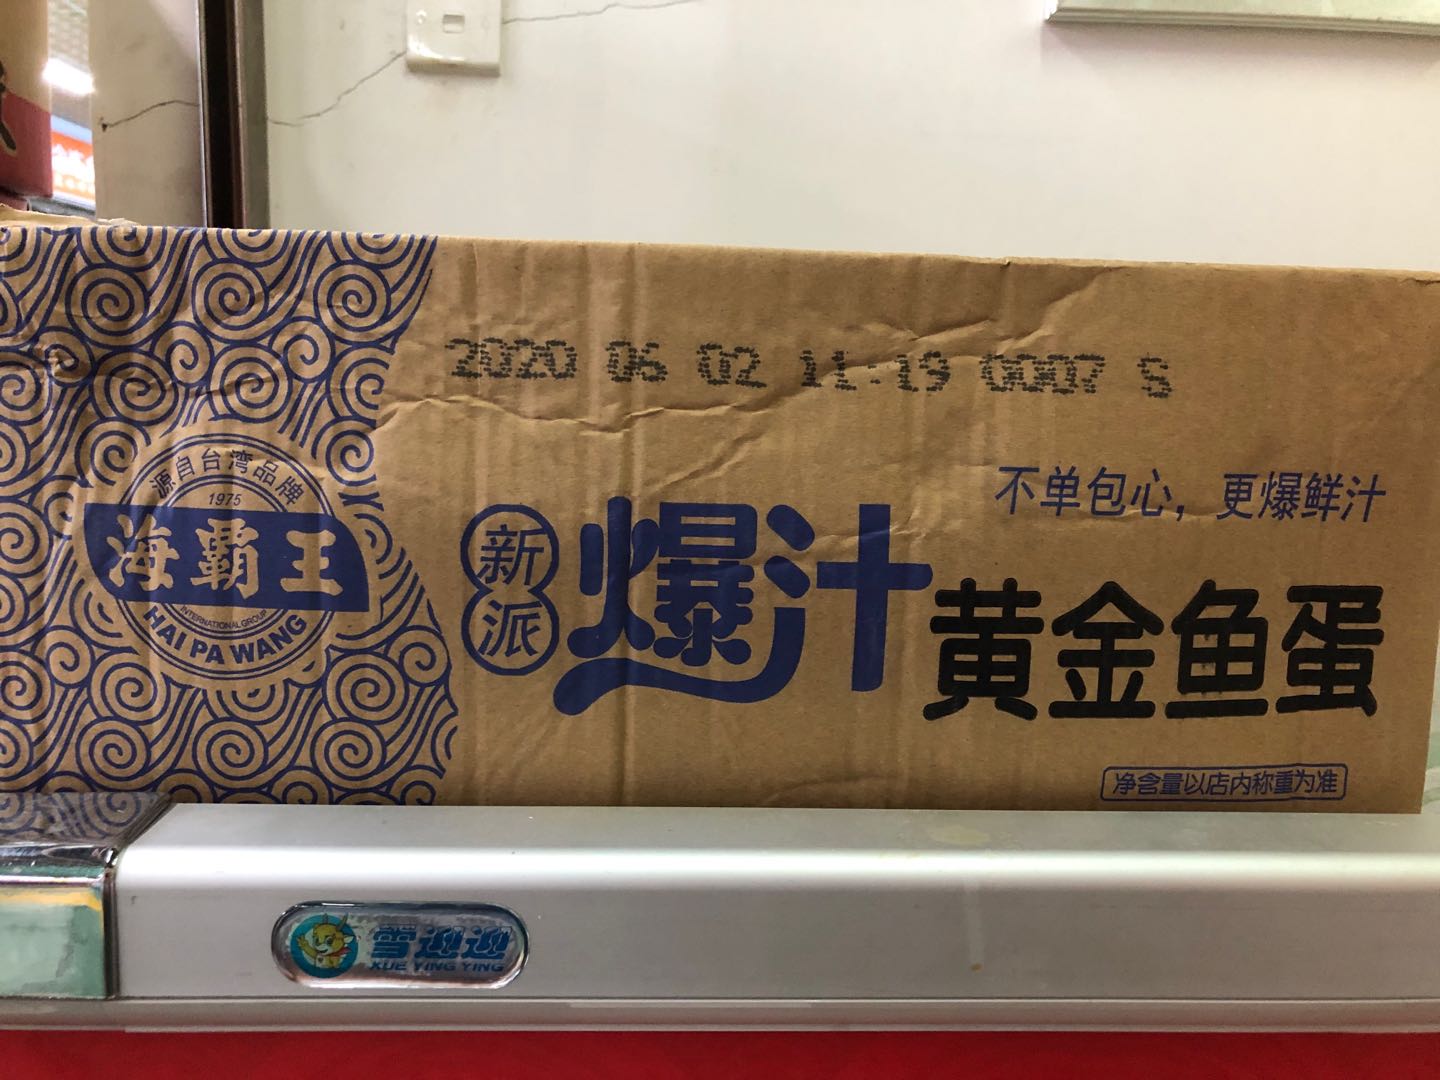 2020 06 02 11:19 0007 S
源自台湾品牌
1975
海霸王
INTERNATIONAL GROUP
HAI PA WANG
不单包心，更爆鲜汁
新派
爆汁
黄金鱼蛋
净含量以店内称重为准
雪迎迎
XUE YING YING